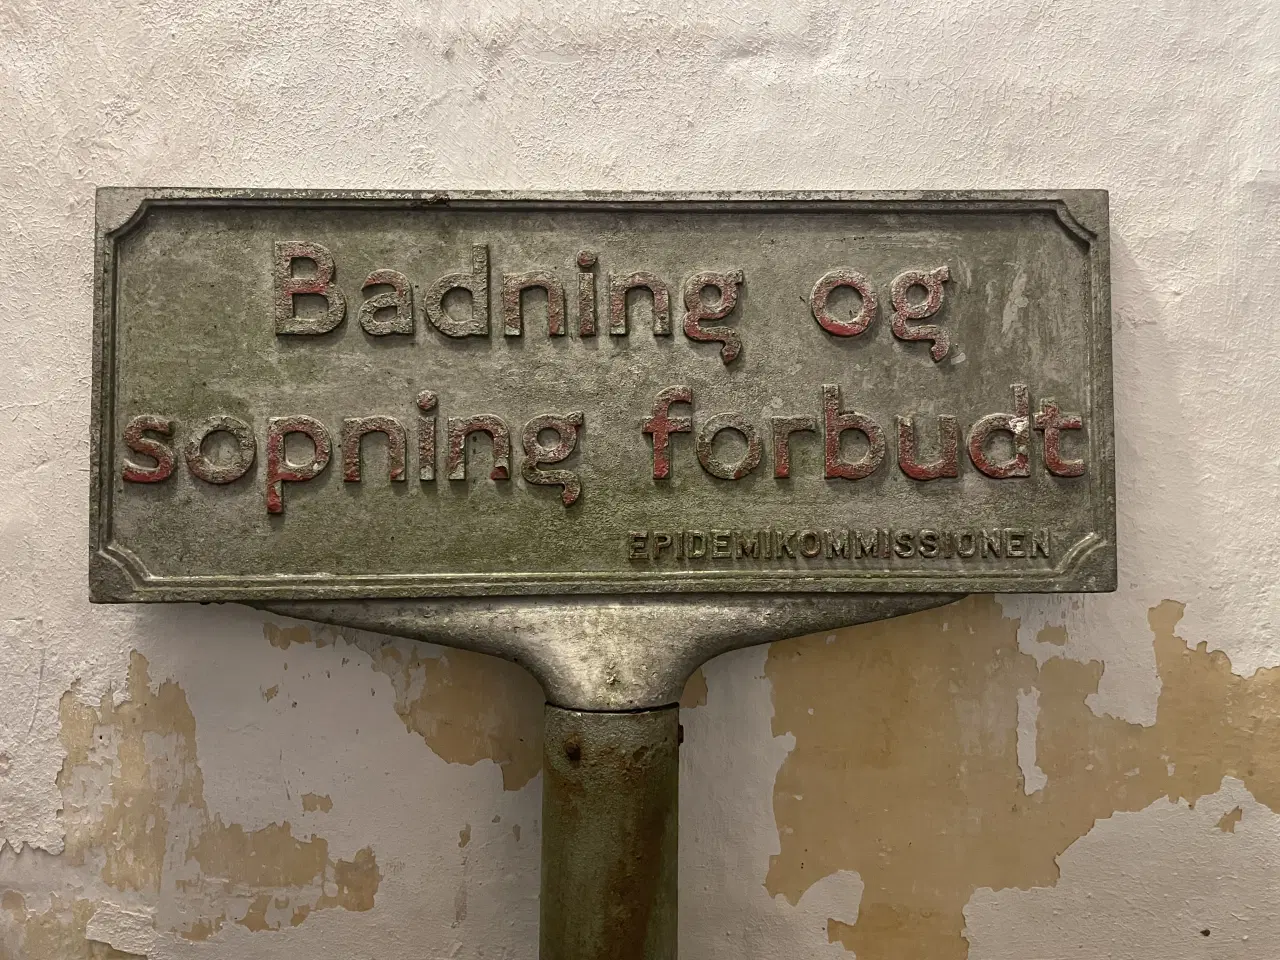 Badning og
sopning forbudt
EPIDEMIKOMMISSIONEN